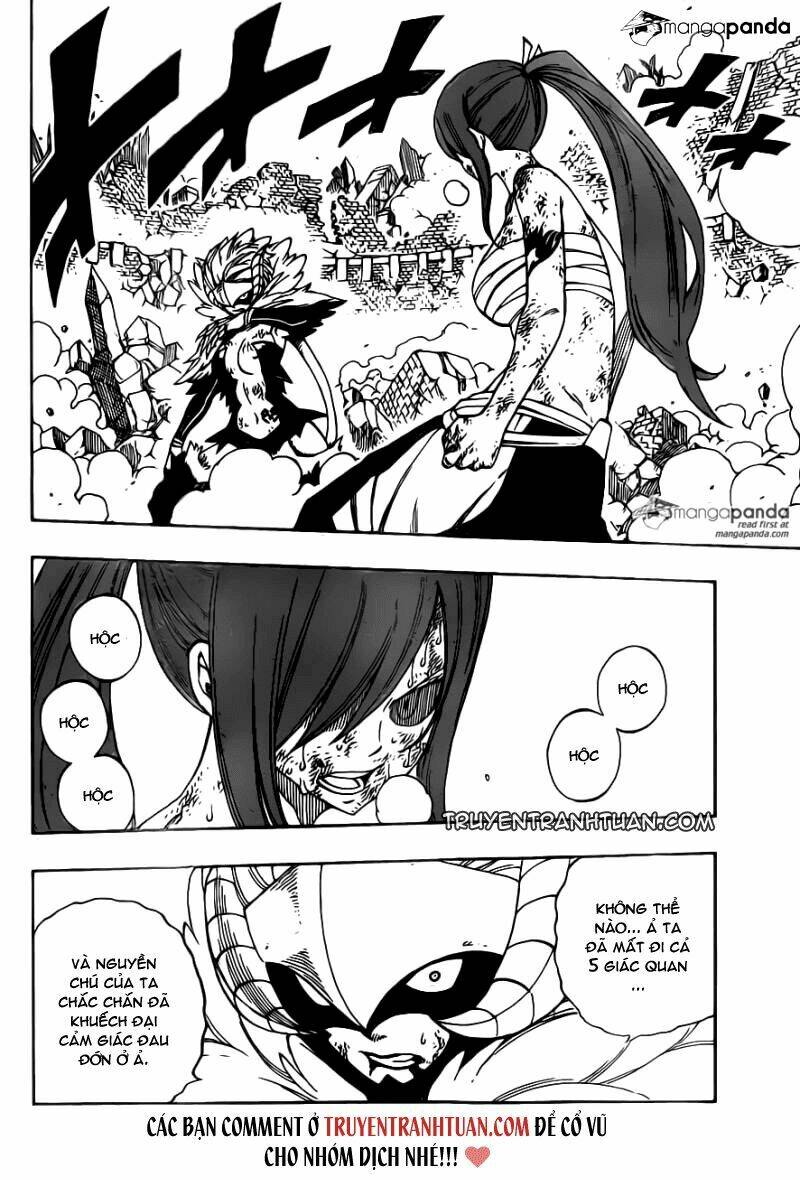 mangapanda
mangapanda
read first at
mangapanda.com
HỘC
HỘC
HỘC
HỘC
HỘC
TRUYENTRANHTUAN.COM
KHÔNG THỂ
NÀO... Ả TA
ĐÃ MẤT ĐI CẢ
5 GIÁC QUAN
...
VÀ NGUYỀN
CHÚ CỦA TA
CHẮC CHẮN ĐÃ
KHUẾCH ĐẠI
CẢM GIÁC ĐAU
ĐỚN Ở Ả.
CÁC BẠN COMMENT Ở TRUYENTRANHTUAN.COM ĐỂ CỔ VŨ
CHO NHÓM DỊCH NHÉ!!!